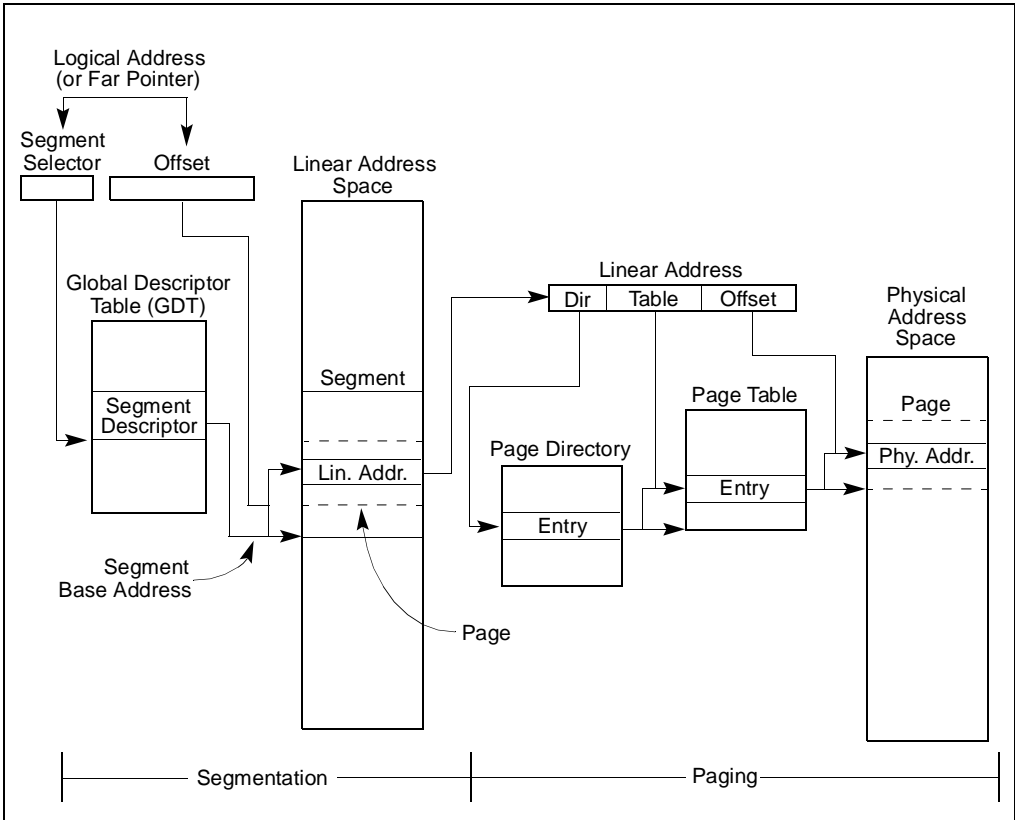 Logical Address
(or Far Pointer)
Segment
Selector
Offset
Linear Address
Space
Global Descriptor
Table (GDT)
Segment
Descriptor
Segment
Lin. Addr.
Segment
Base Address
Page
Linear Address
Dir
Table
Offset
Physical
Address
Space
Page Table
Page Directory
Entry
Entry
Page
Phy. Addr.
Segmentation
Paging